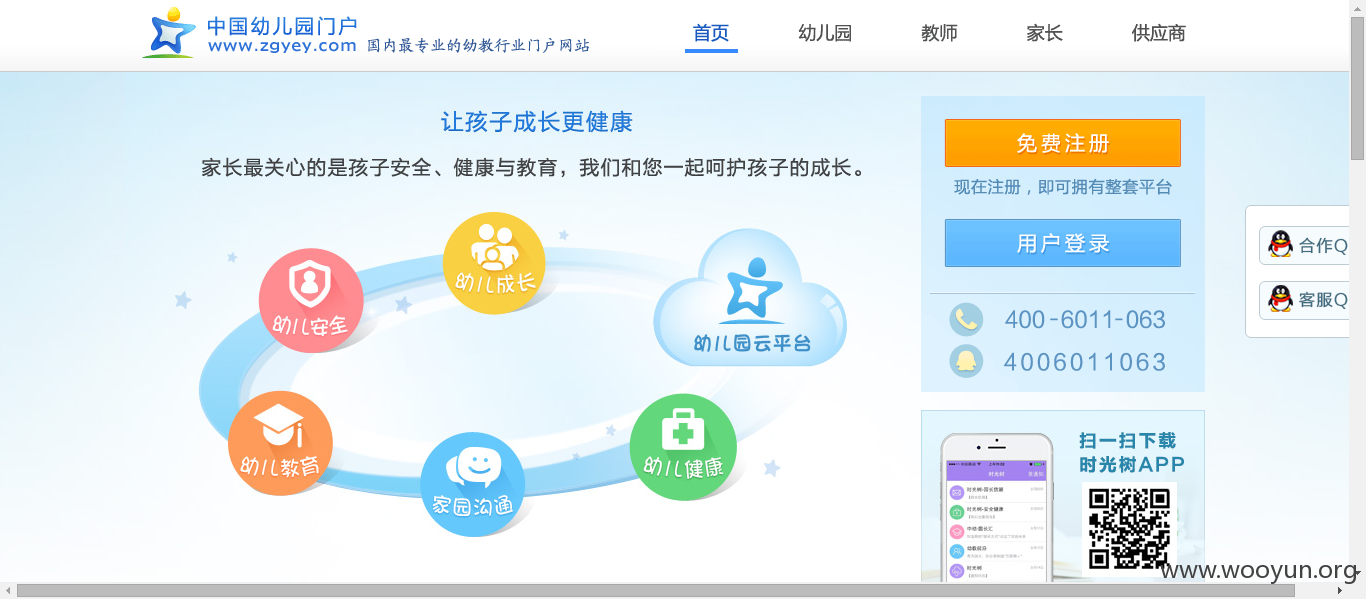 中国幼儿园门户
www.zgyey.com 国内最专业的幼教行业门户网站
首页 幼儿园 教师 家长 供应商
让孩子成长更健康
家长最关心的是孩子安全、健康与教育，我们和您一起呵护孩子的成长。
幼儿成长
幼儿安全
幼儿园云平台
幼儿教育
幼儿健康
家园沟通
免费注册
现在注册，即可拥有整套平台
用户登录
400-6011-063
4006011063
合作Q
客服Q
扫一扫下载
时光树APP
时光树
www.wooyun.org